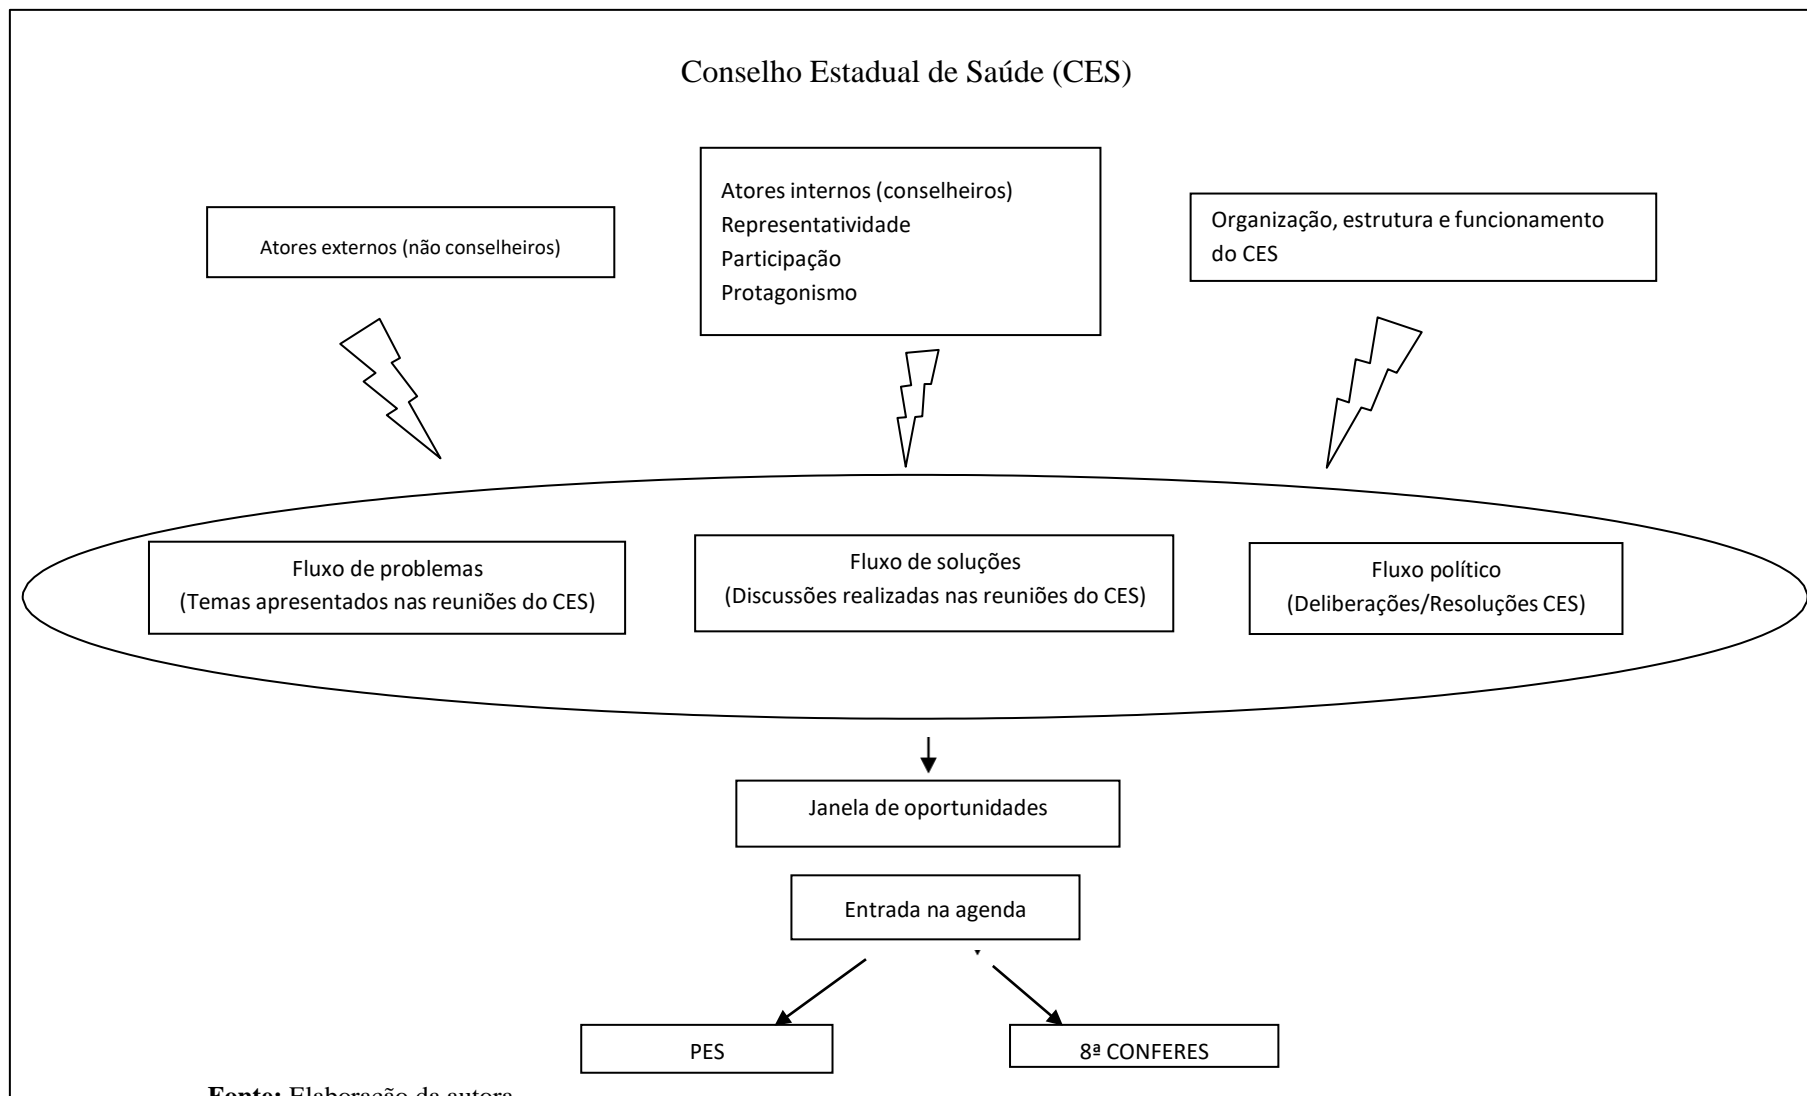 Conselho Estadual de Saúde (CES)
Atores externos (não conselheiros)
Atores internos (conselheiros)
Representatividade
Participação
Protagonismo
Organização, estrutura e funcionamento
do CES
Fluxo de problemas
(Temas apresentados nas reuniões do CES)
Fluxo de soluções
(Discussões realizadas nas reuniões do CES)
Fluxo político
(Deliberações/Resoluções CES)
Janela de oportunidades
Entrada na agenda
PES
8ª CONFERES
Fonte: Elaboração da autora